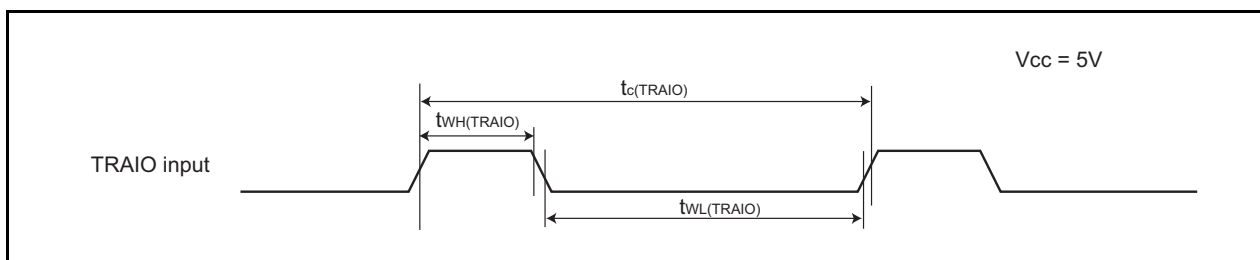 Vcc = 5V
tc(TRAIO)
tWH(TRAIO)
TRAIO input
tWL(TRAIO)